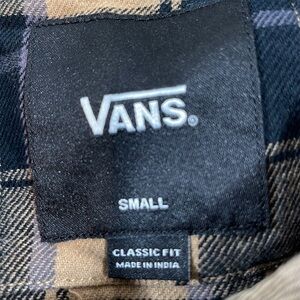 VANS
SMALL
CLASSIC FIT
MADE IN INDIA